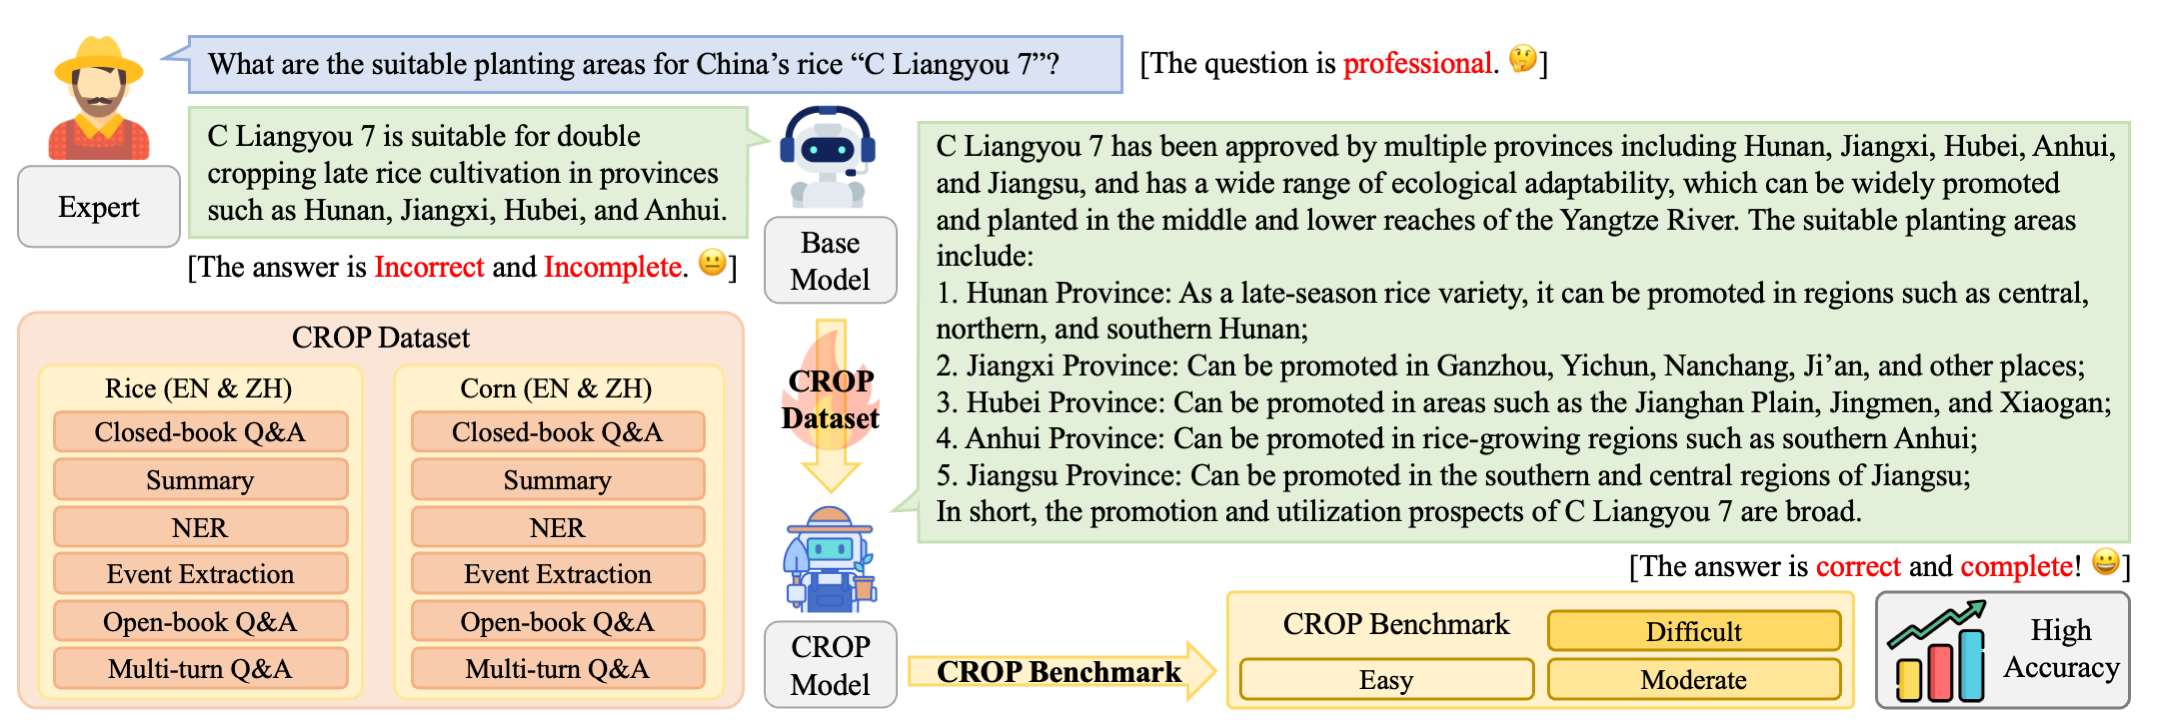 What are the suitable planting areas for China's rice “C Liangyou 7”?
[The question is professional. 🤔]
Expert
C Liangyou 7 is suitable for double
cropping late rice cultivation in provinces
such as Hunan, Jiangxi, Hubei, and Anhui.
[The answer is Incorrect and Incomplete. 😐]
Base
Model
CROP Dataset
Rice (EN & ZH)
Closed-book Q&A
Summary
NER
Event Extraction
Open-book Q&A
Multi-turn Q&A
Corn (EN & ZH)
Closed-book Q&A
Summary
NER
Event Extraction
Open-book Q&A
Multi-turn Q&A
CROP
Dataset
CROP
Model
C Liangyou 7 has been approved by multiple provinces including Hunan, Jiangxi, Hubei, Anhui,
and Jiangsu, and has a wide range of ecological adaptability, which can be widely promoted
and planted in the middle and lower reaches of the Yangtze River. The suitable planting areas
include:
1. Hunan Province: As a late-season rice variety, it can be promoted in regions such as central,
northern, and southern Hunan;
2. Jiangxi Province: Can be promoted in Ganzhou, Yichun, Nanchang, Ji'an, and other places;
3. Hubei Province: Can be promoted in areas such as the Jianghan Plain, Jingmen, and Xiaogan;
4. Anhui Province: Can be promoted in rice-growing regions such as southern Anhui;
5. Jiangsu Province: Can be promoted in the southern and central regions of Jiangsu;
In short, the promotion and utilization prospects of C Liangyou 7 are broad.
[The answer is correct and complete! 😀]
CROP Benchmark
CROP Benchmark
Difficult
Easy
Moderate
High
Accuracy